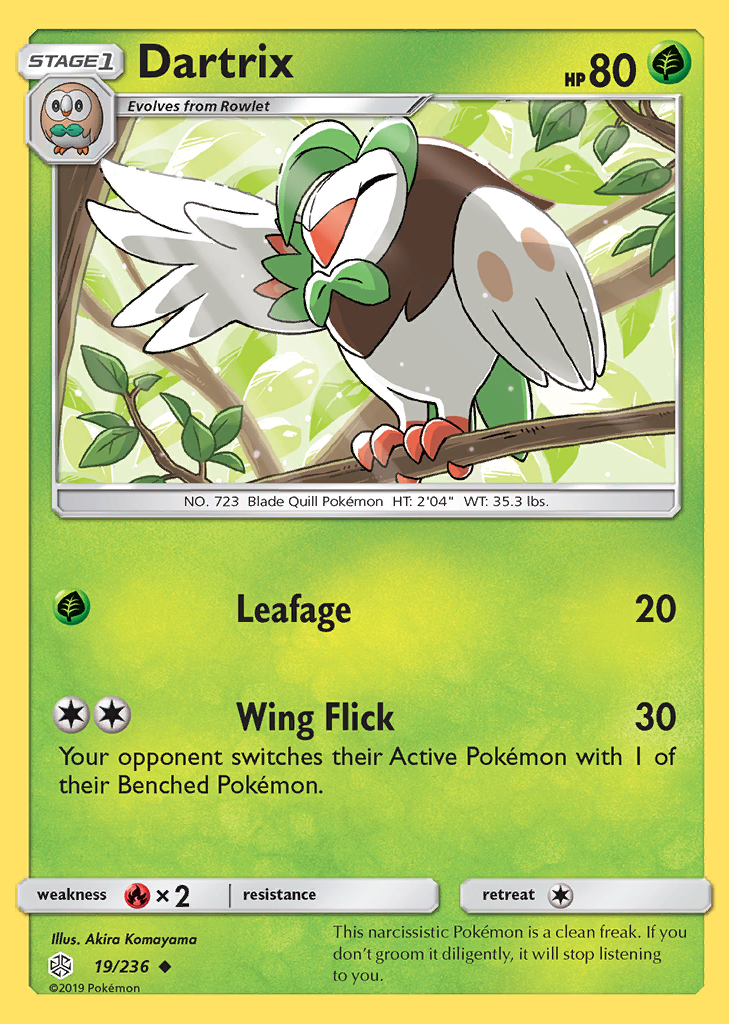 STAGE1
Dartrix
HP80
Evolves from Rowlet
NO. 723 Blade Quill Pokémon HT: 2'04" WT: 35.3 lbs.
Leafage 20
Wing Flick 30
Your opponent switches their Active Pokémon with 1 of
their Benched Pokémon.
weakness ×2 resistance retreat
Illus. Akira Komayama
19/236
©2019 Pokémon
This narcissistic Pokémon is a clean freak. If you
don't groom it diligently, it will stop listening
to you.